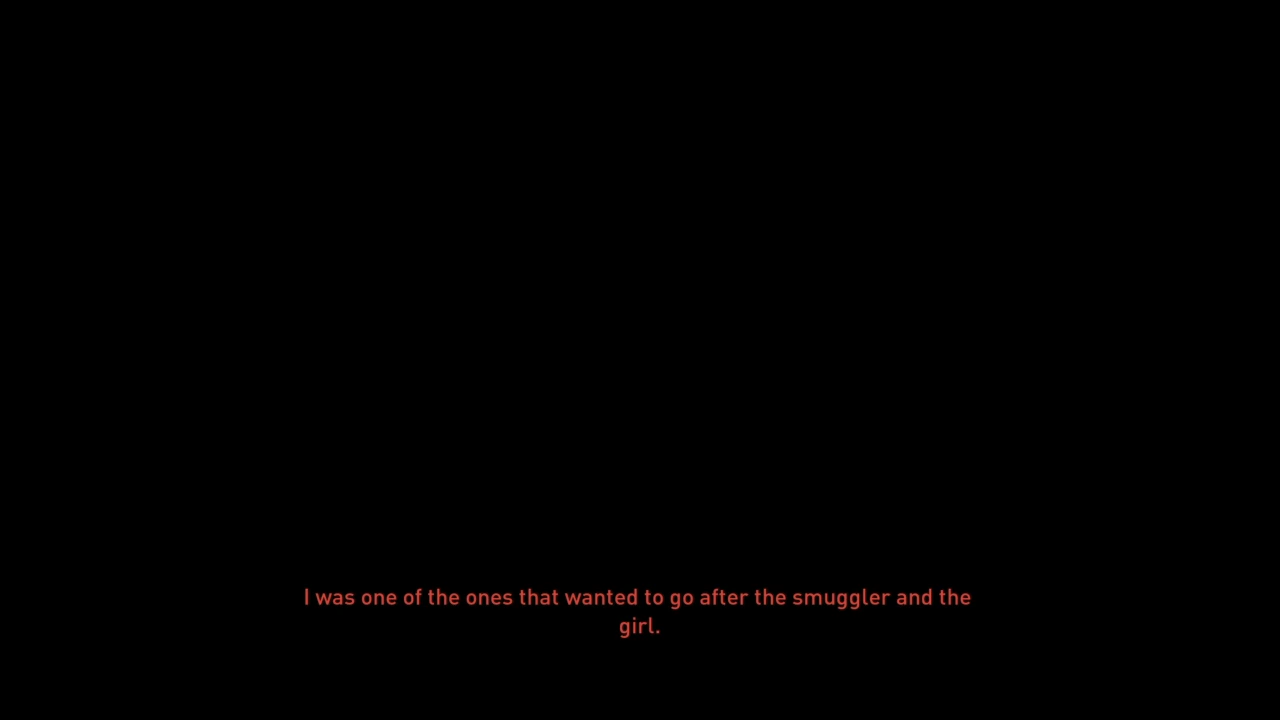 I was one of the ones that wanted to go after the smuggler and the
girl.